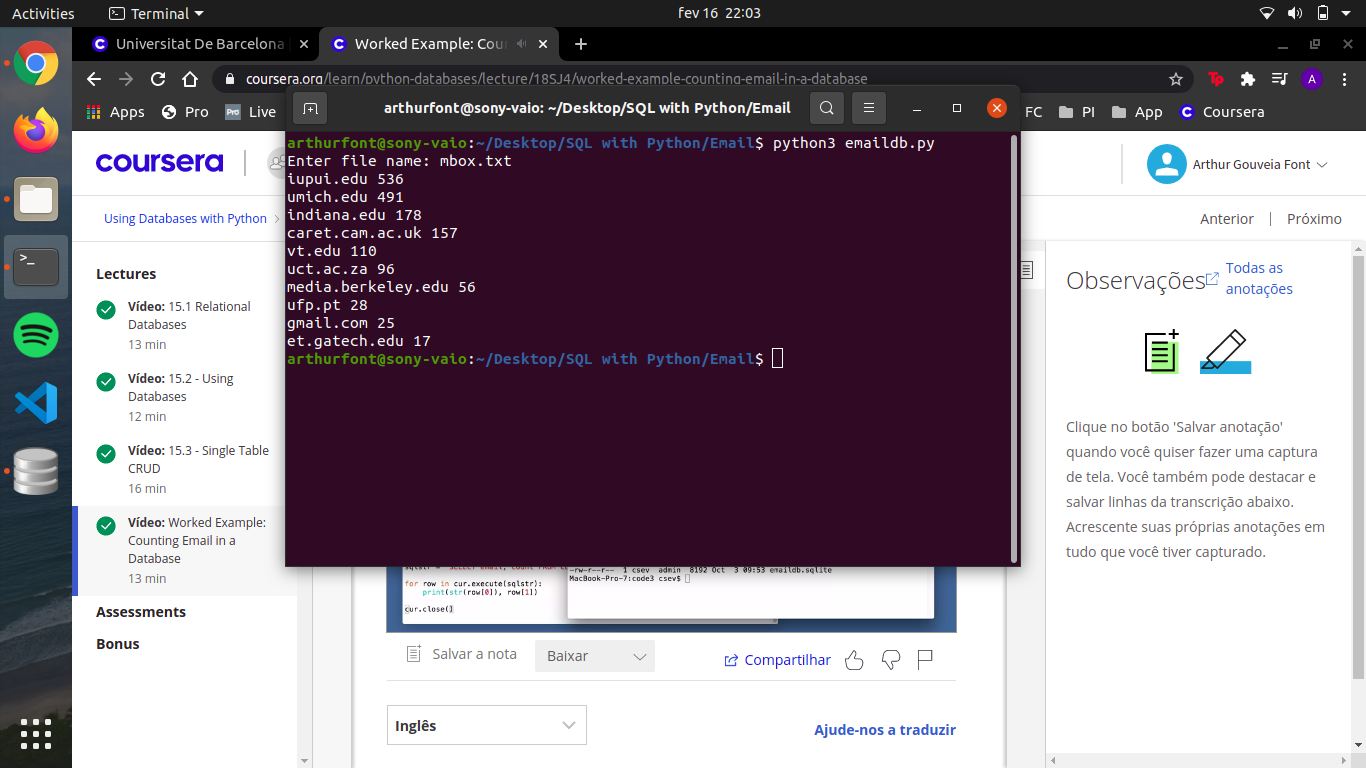 Activities
Terminal
fev 16 22:03
Universitat De Barcelona
Worked Example: Cou
coursera.org/learn/python-databases/lecture/18SJ4/worked-example-counting-email-in-a-database
A
Apps
Pro
Pro
Live
FC
PI
App
Coursera
arthurfont@sony-vaio: ~/Desktop/SQL with Python/Email
arthurfont@sony-vaio:~/Desktop/SQL with Python/Email$ python3 emaildb.py
Enter file name: mbox.txt
iupui.edu 536
umich.edu 491
indiana.edu 178
caret.cam.ac.uk 157
vt.edu 110
uct.ac.za 96
media.berkeley.edu 56
ufp.pt 28
gmail.com 25
et.gatech.edu 17
arthurfont@sony-vaio:~/Desktop/SQL with Python/Email$
coursera
Arthur Gouveia Font
Using Databases with Python
Anterior
Próximo
Lectures
Vídeo: 15.1 Relational
Databases
13 min
Vídeo: 15.2 - Using
Databases
12 min
Vídeo: 15.3 - Single Table
CRUD
16 min
Vídeo: Worked Example:
Counting Email in a
Database
13 min
Assessments
Bonus
for row in cur.execute(sqlstr):
print(str(row[0]), row[1])
cur.close()
-rw-r--r-- 1 csev admin 8192 Oct 3 09:53 emaildb.sqlite
MacBook-Pro-7:code3 csev$
Salvar a nota
Baixar
Compartilhar
Inglês
Ajude-nos a traduzir
Observações
Todas as
anotações
Clique no botão 'Salvar anotação'
quando você quiser fazer uma captura
de tela. Você também pode destacar e
salvar linhas da transcrição abaixo.
Acrescente suas próprias anotações em
tudo que você tiver capturado.